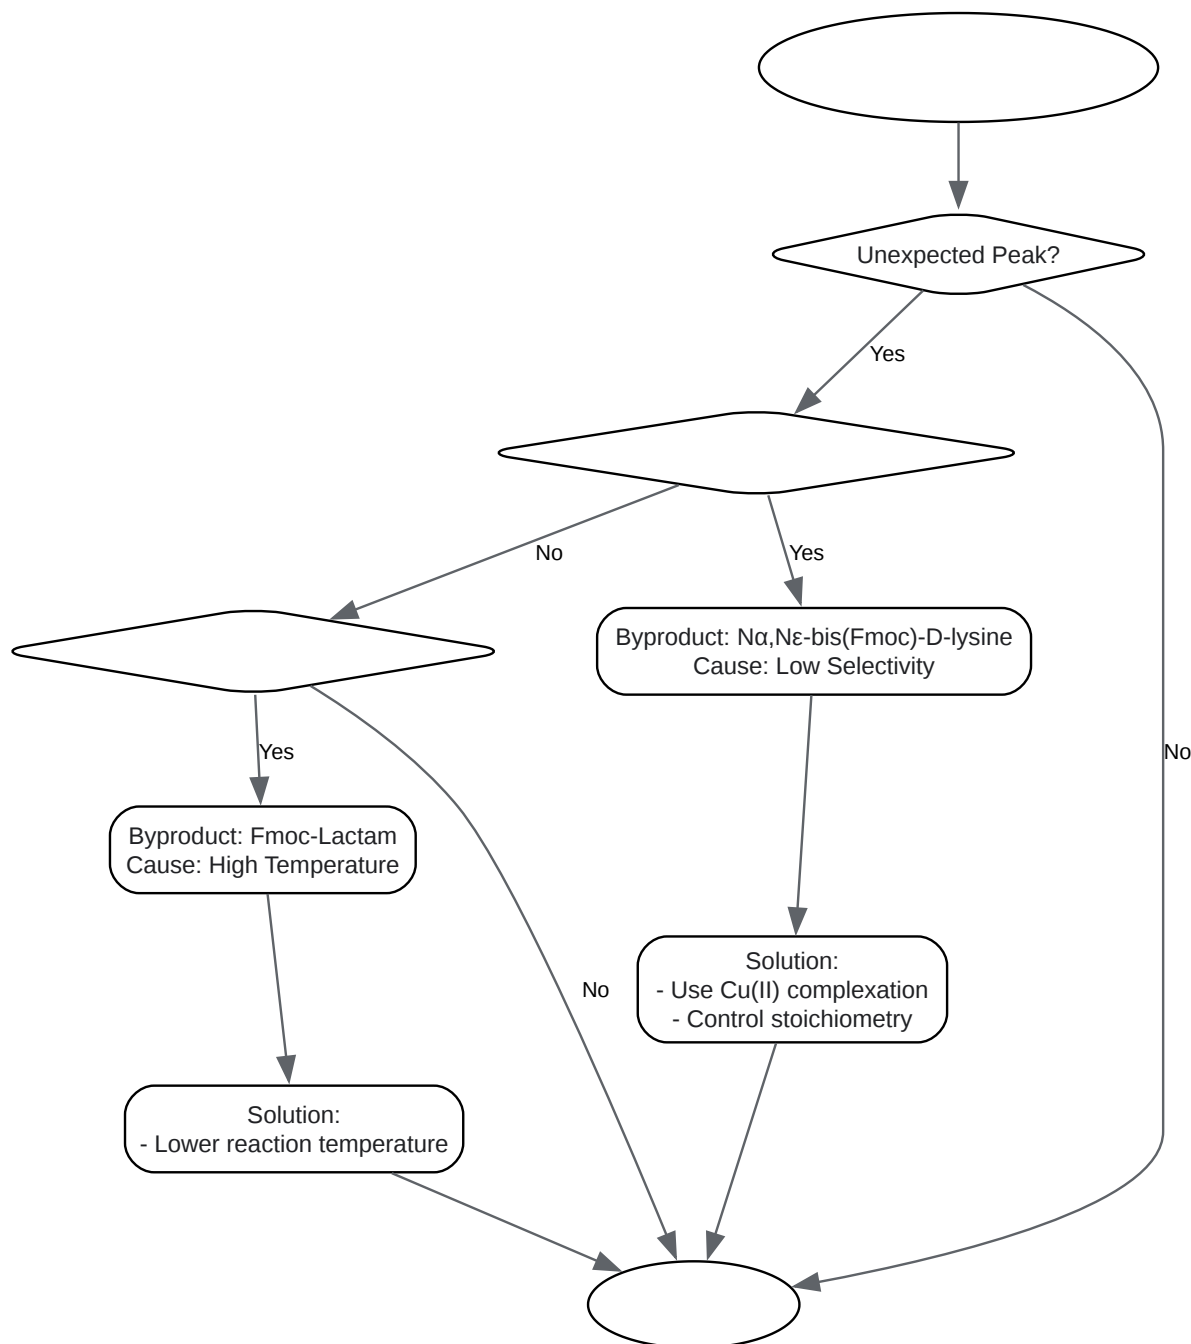 Unexpected Peak?
Yes
No
Yes
Byproduct: Nα,Nε-bis(Fmoc)-D-lysine
Cause: Low Selectivity
Yes
No
Byproduct: Fmoc-Lactam
Cause: High Temperature
Solution:
- Use Cu(II) complexation
- Control stoichiometry
No
Solution:
- Lower reaction temperature